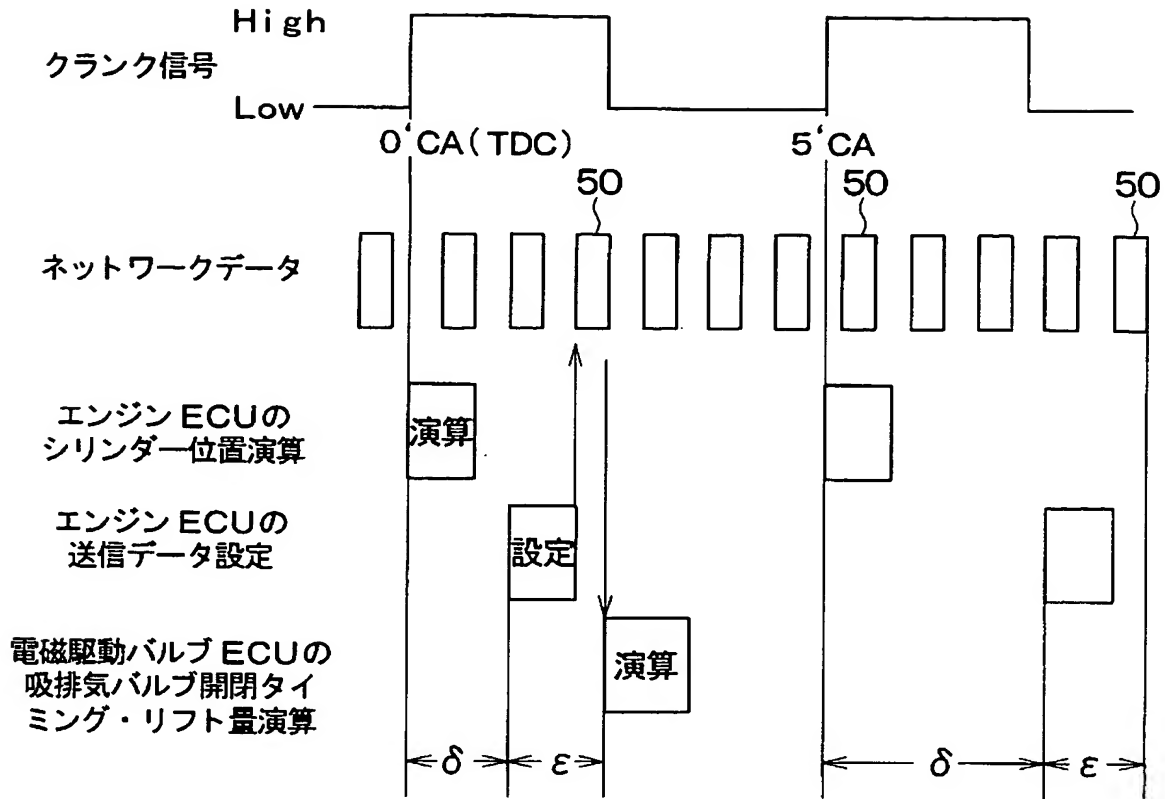 High
クランク信号
Low
0°CA(TDC)
5°CA
50
50
50
ネットワークデータ
エンジンECUの
シリンダー位置演算
演算
エンジンECUの
送信データ設定
設定
電磁駆動バルブECUの
吸排気バルブ開閉タイ
ミング・リフト量演算
演算
δ
ε
δ
ε